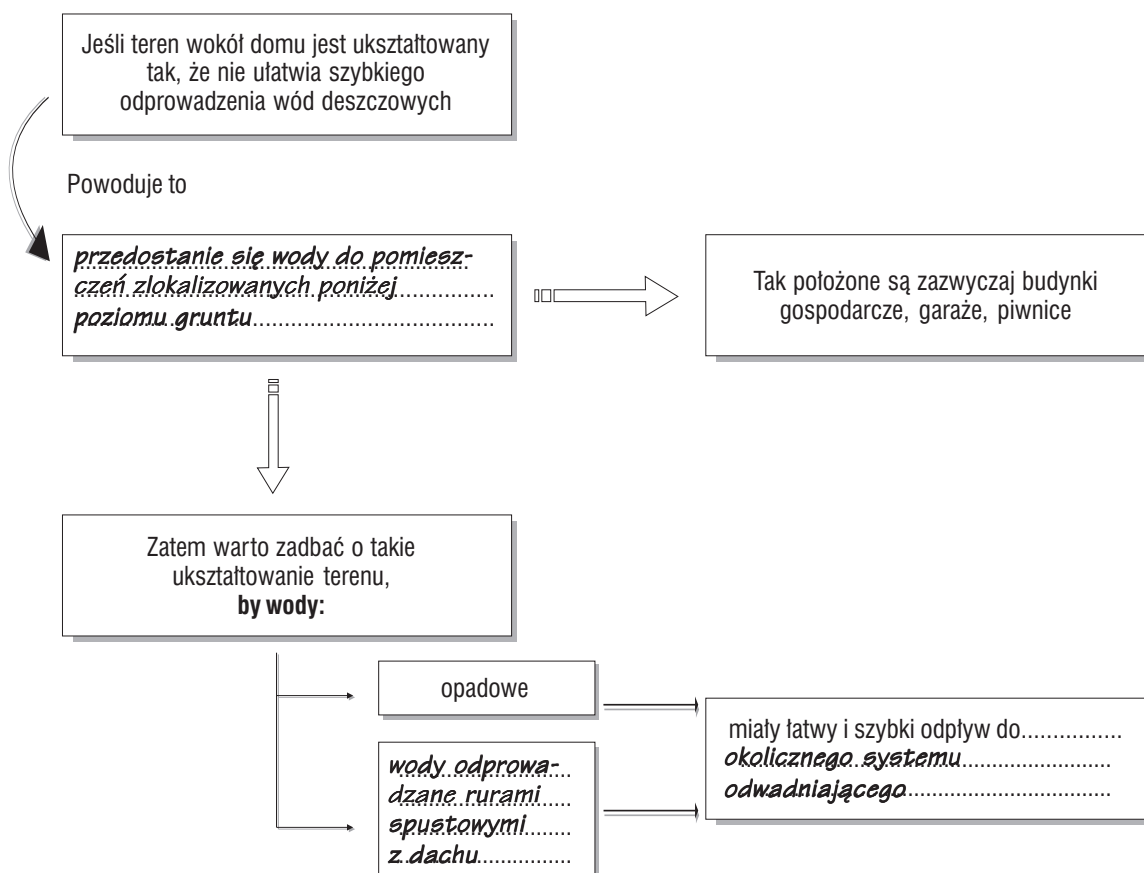 Jeśli teren wokół domu jest ukształtowany
tak, że nie ułatwia szybkiego
odprowadzenia wód deszczowych
Powoduje to
przedostanie się wody do pomiesz-
czeń zlokalizowanych poniżej
poziomu gruntu
Tak położone są zazwyczaj budynki
gospodarcze, garaże, piwnice
Zatem warto zadbać o takie
ukształtowanie terenu,
by wody:
opadowe
wody odprowa-
dzane rurami
spustowymi
z dachu
miały łatwy i szybki odpływ do
okolicznego systemu
odwadniającego